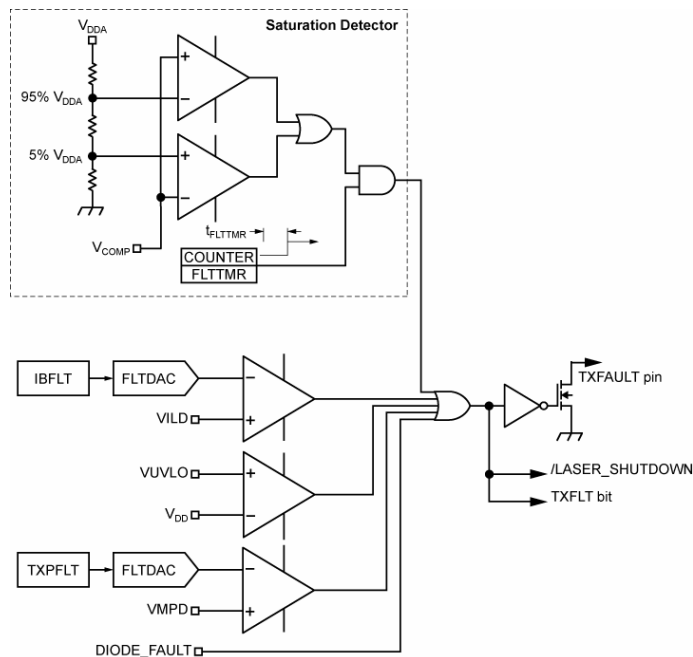 Saturation Detector
VDDA
+
95% VDDA
−
5% VDDA
+
−
tFLTTMR
VCOMP
COUNTER
FLTTMR
IBFLT
FLTDAC
−
VILD
+
TXFAULT pin
VUVLO
+
VDD
−
/LASER_SHUTDOWN
TXFLT bit
TXPFLT
FLTDAC
−
VMPD
+
DIODE_FAULT